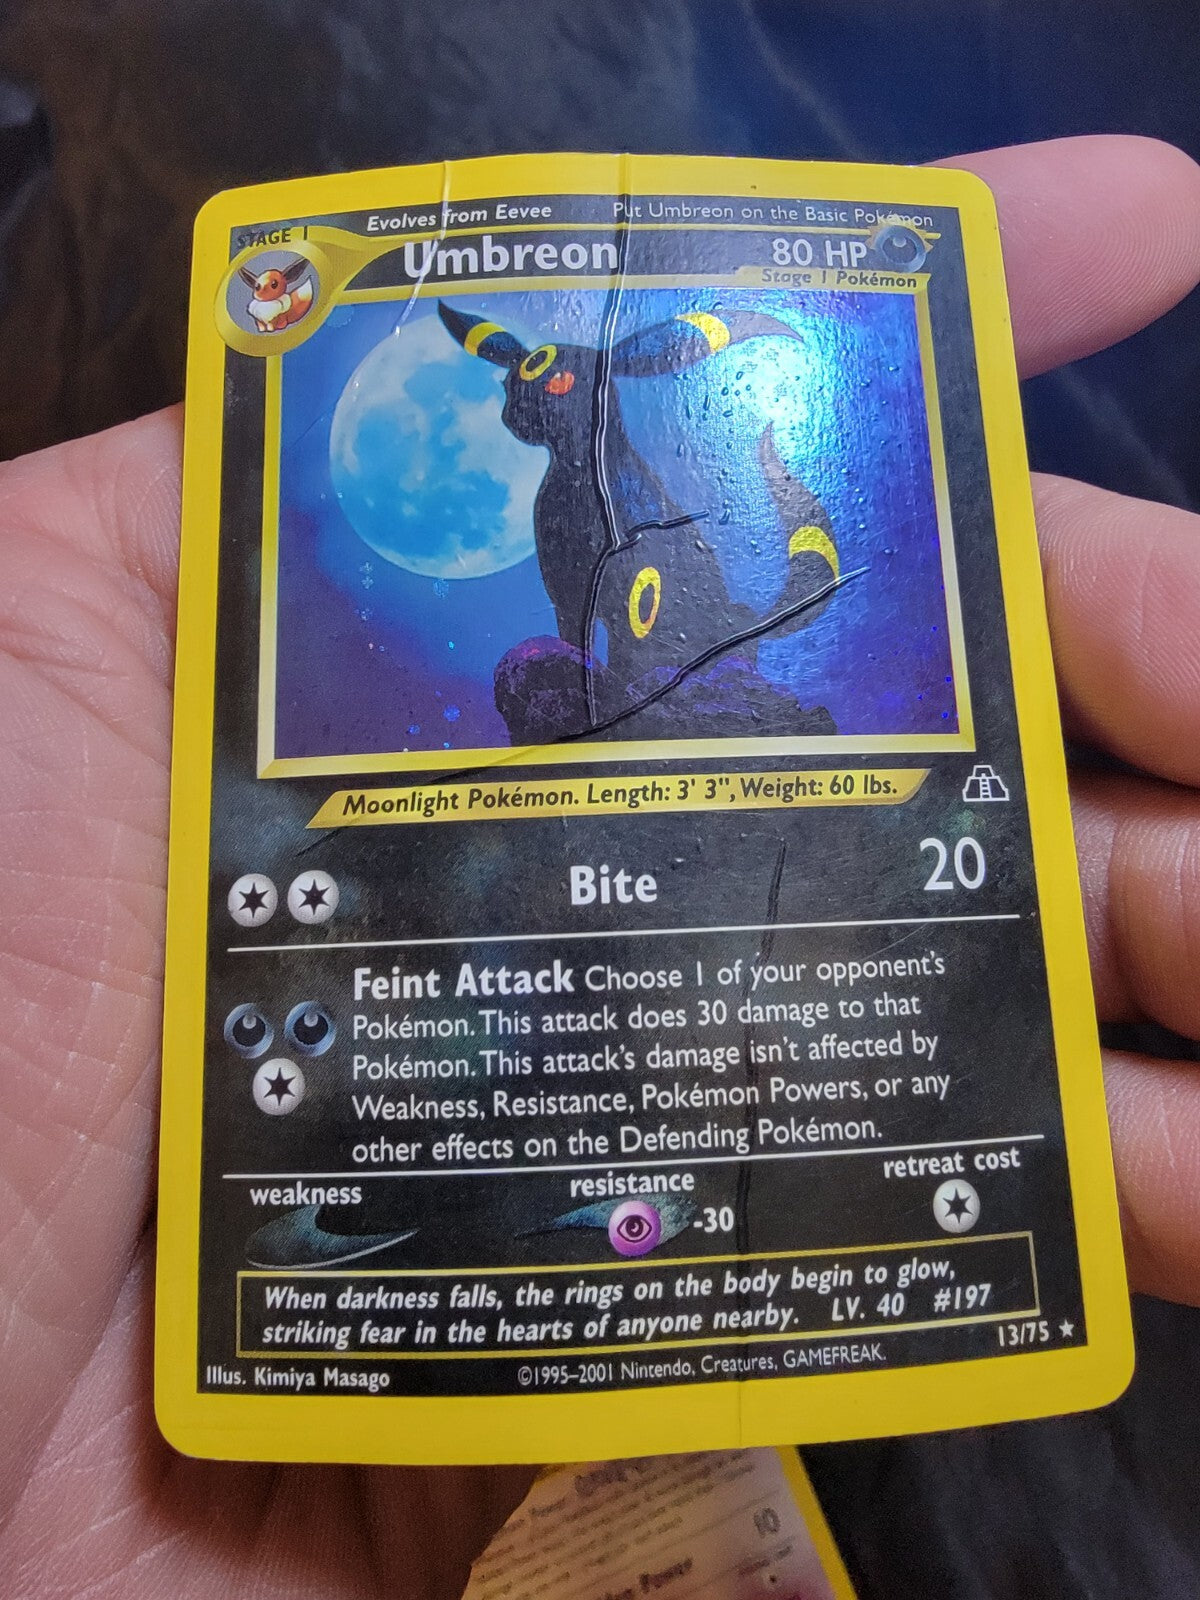 STAGE 1
Evolves from Eevee
Put Umbreon on the Basic Pokémon
Umbreon
80 HP
Stage 1 Pokémon
Moonlight Pokémon. Length: 3' 3", Weight: 60 lbs.
Bite
20
Feint Attack Choose 1 of your opponent's
Pokémon. This attack does 30 damage to that
Pokémon. This attack's damage isn't affected by
Weakness, Resistance, Pokémon Powers, or any
other effects on the Defending Pokémon.
weakness
resistance
-30
retreat cost
When darkness falls, the rings on the body begin to glow,
striking fear in the hearts of anyone nearby. LV. 40 #197
13/75 ★
Illus. Kimiya Masago
©1995–2001 Nintendo, Creatures, GAMEFREAK.
10
Power